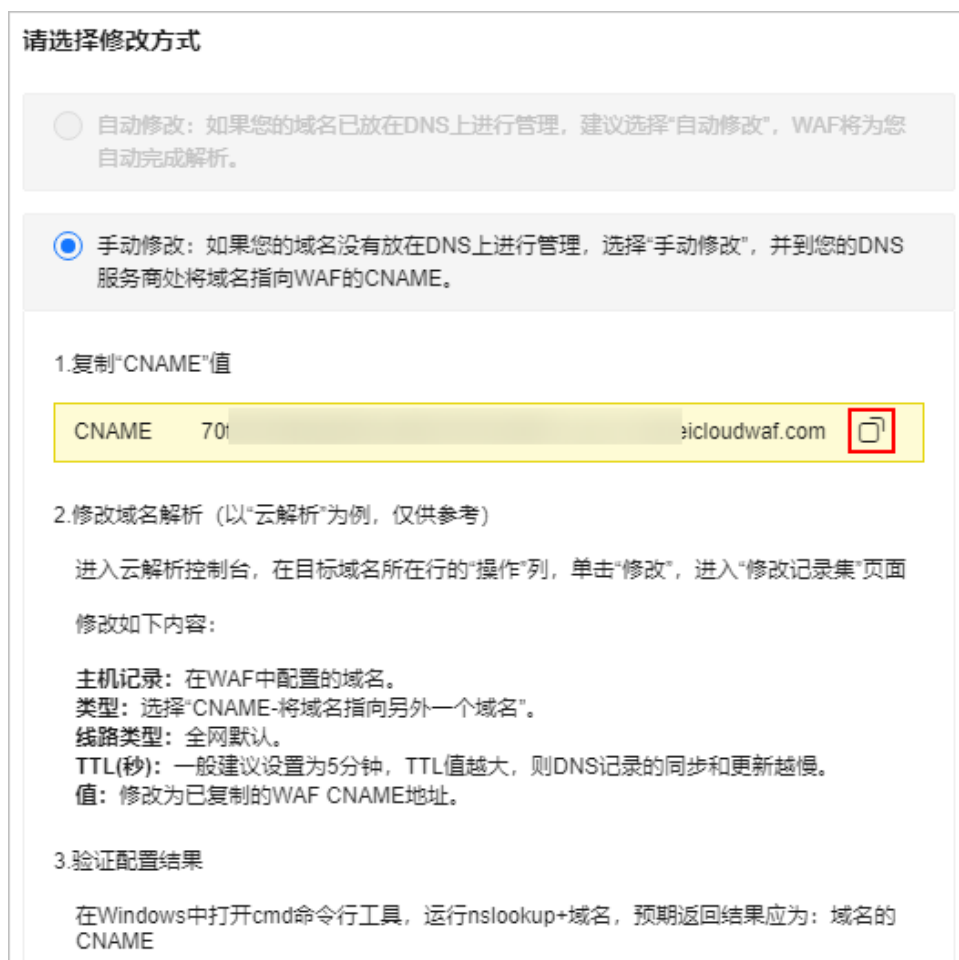 请选择修改方式
自动修改：如果您的域名已放在DNS上进行管理，建议选择“自动修改”，WAF将为您
自动完成解析。
手动修改：如果您的域名没有放在DNS上进行管理，选择“手动修改”，并到您的DNS
服务商处将域名指向WAF的CNAME。
1.复制“CNAME”值
CNAME 70f eicloudwaf.com
2.修改域名解析（以“云解析”为例，仅供参考）
进入云解析控制台，在目标域名所在行的“操作”列，单击“修改”，进入“修改记录集”页面
修改如下内容：
主机记录：在WAF中配置的域名。
类型：选择“CNAME-将域名指向另外一个域名”。
线路类型：全网默认。
TTL(秒)：一般建议设置为5分钟，TTL值越大，则DNS记录的同步和更新越慢。
值：修改为已复制的WAF CNAME地址。
3.验证配置结果
在Windows中打开cmd命令行工具，运行nslookup+域名，预期返回结果应为：域名的
CNAME